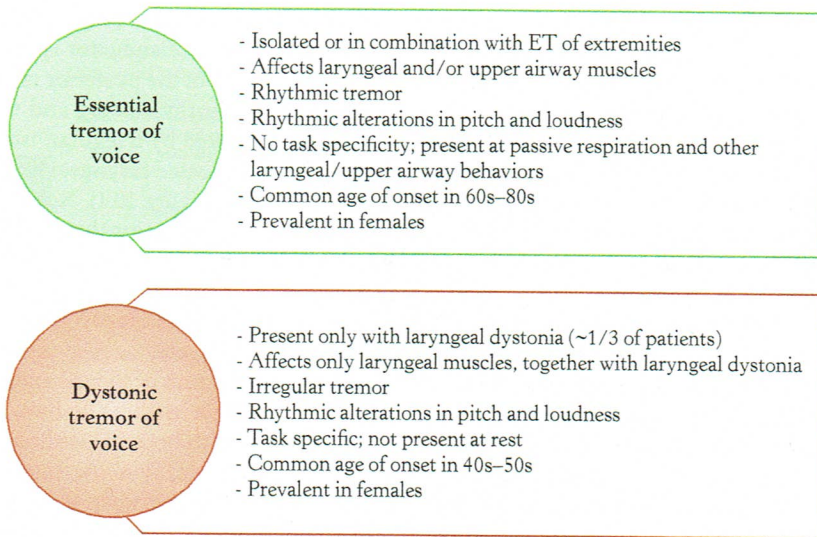 Essential
tremor of
voice
- Isolated or in combination with ET of extremities
- Affects laryngeal and/or upper airway muscles
- Rhythmic tremor
- Rhythmic alterations in pitch and loudness
- No task specificity; present at passive respiration and other
laryngeal/upper airway behaviors
- Common age of onset in 60s–80s
- Prevalent in females
Dystonic
tremor of
voice
- Present only with laryngeal dystonia (~1/3 of patients)
- Affects only laryngeal muscles, together with laryngeal dystonia
- Irregular tremor
- Rhythmic alterations in pitch and loudness
- Task specific; not present at rest
- Common age of onset in 40s–50s
- Prevalent in females